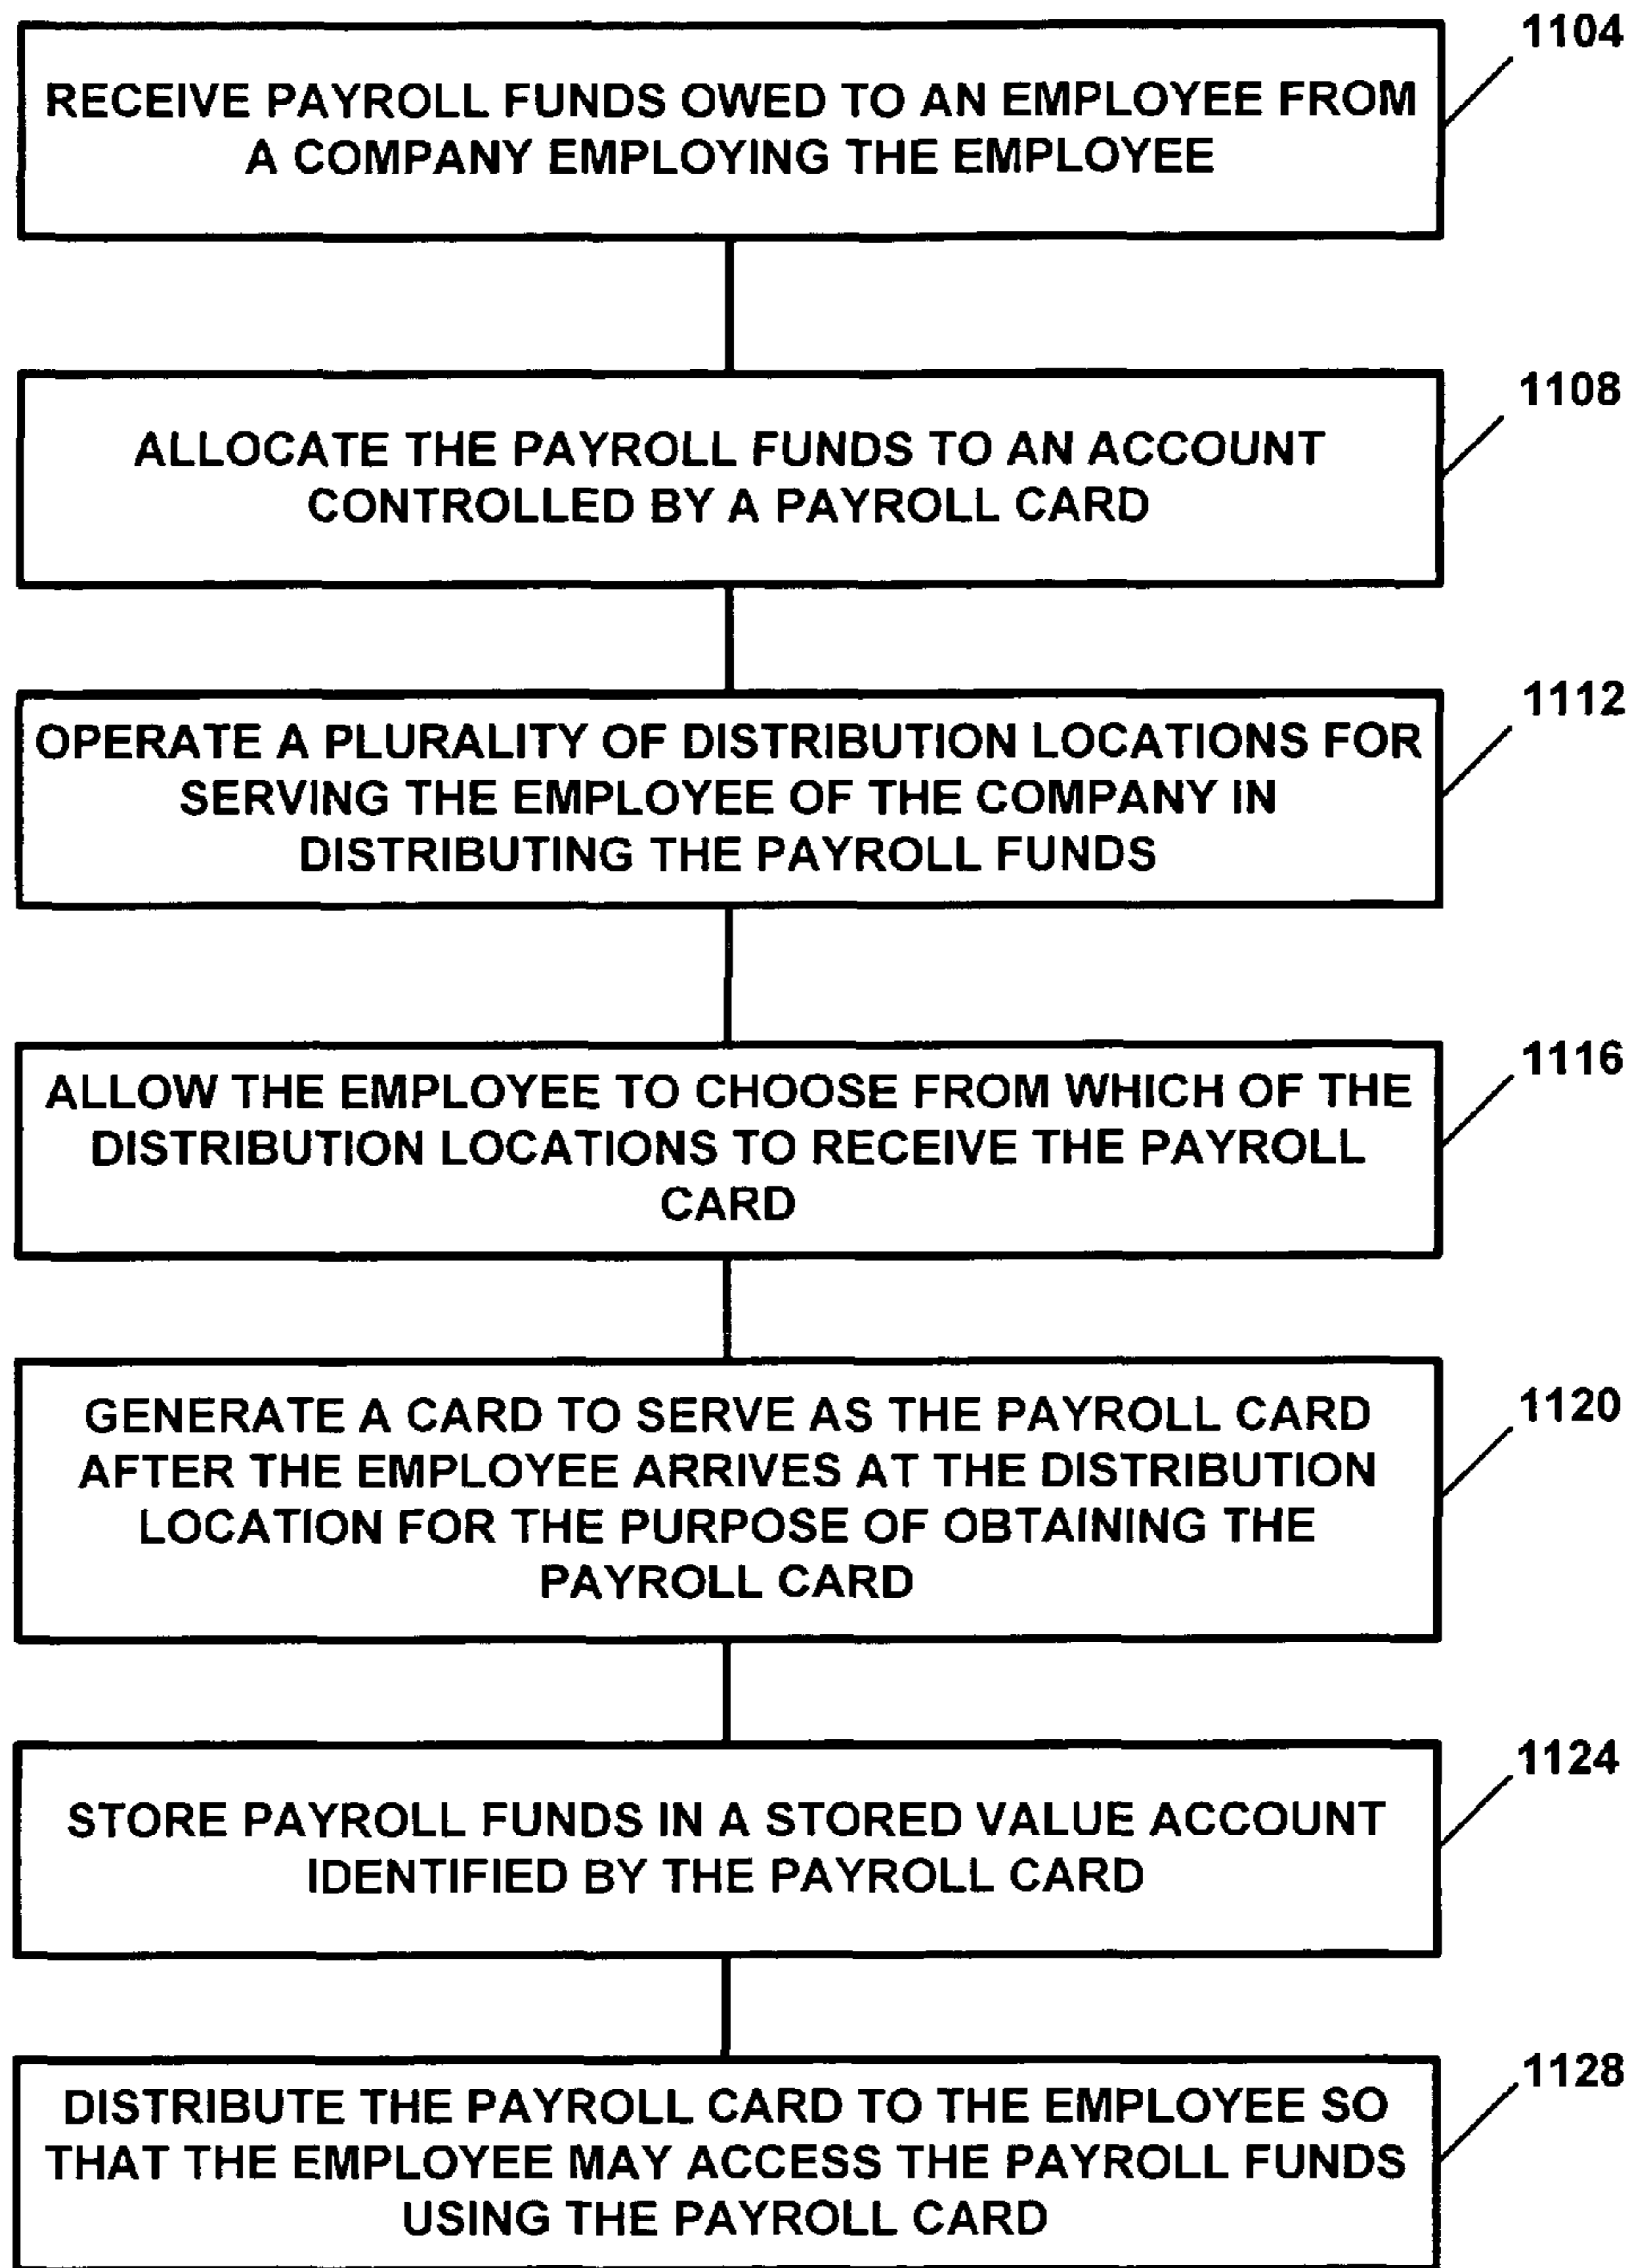 1104
RECEIVE PAYROLL FUNDS OWED TO AN EMPLOYEE FROM
A COMPANY EMPLOYING THE EMPLOYEE
1108
ALLOCATE THE PAYROLL FUNDS TO AN ACCOUNT
CONTROLLED BY A PAYROLL CARD
1112
OPERATE A PLURALITY OF DISTRIBUTION LOCATIONS FOR
SERVING THE EMPLOYEE OF THE COMPANY IN
DISTRIBUTING THE PAYROLL FUNDS
1116
ALLOW THE EMPLOYEE TO CHOOSE FROM WHICH OF THE
DISTRIBUTION LOCATIONS TO RECEIVE THE PAYROLL
CARD
1120
GENERATE A CARD TO SERVE AS THE PAYROLL CARD
AFTER THE EMPLOYEE ARRIVES AT THE DISTRIBUTION
LOCATION FOR THE PURPOSE OF OBTAINING THE
PAYROLL CARD
1124
STORE PAYROLL FUNDS IN A STORED VALUE ACCOUNT
IDENTIFIED BY THE PAYROLL CARD
1128
DISTRIBUTE THE PAYROLL CARD TO THE EMPLOYEE SO
THAT THE EMPLOYEE MAY ACCESS THE PAYROLL FUNDS
USING THE PAYROLL CARD